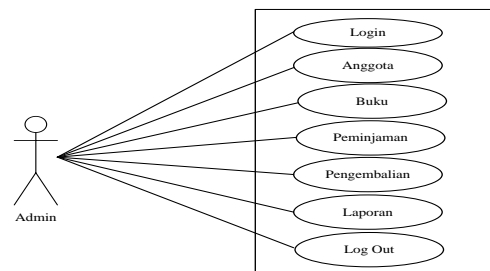 Login
Anggota
Buku
Peminjaman
Pengembalian
Laporan
Log Out
Admin